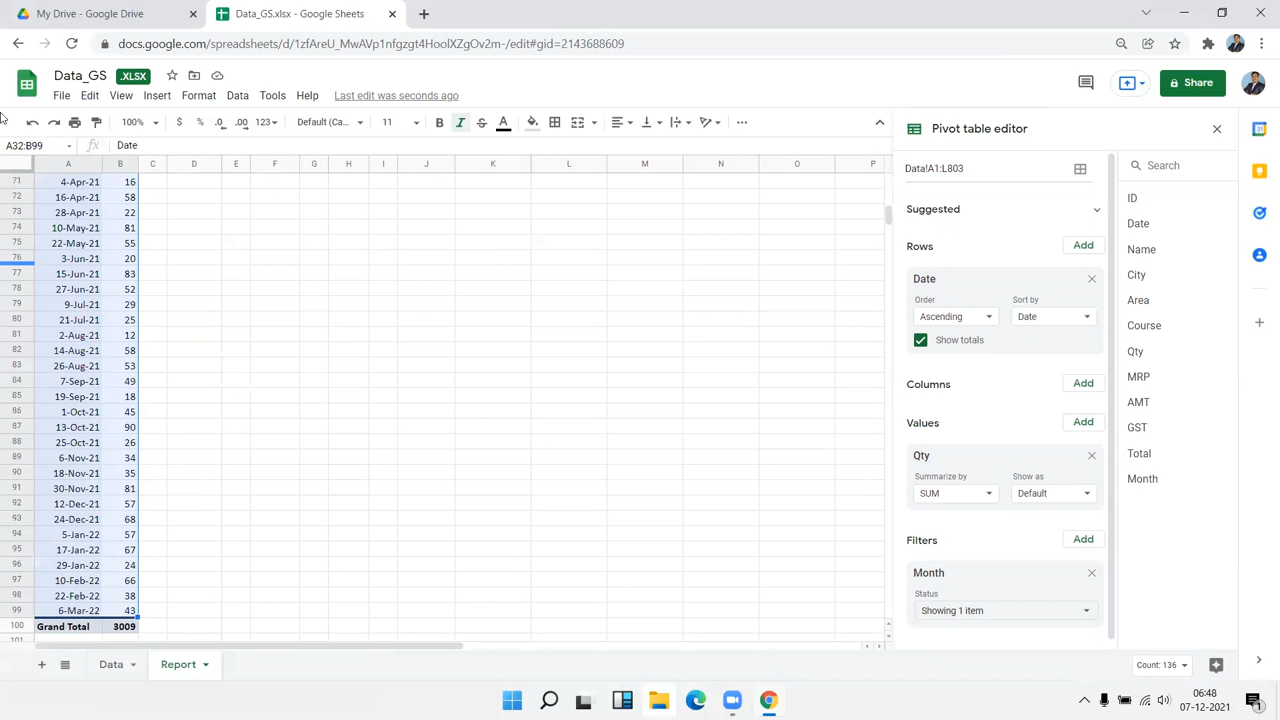 My Drive - Google Drive
Data_GS.xlsx - Google Sheets
docs.google.com/spreadsheets/d/1zfAreU_MwAVp1nfgzgt4HoolXZgOv2m-/edit#gid=2143688609
Data_GS .XLSX
File Edit View Insert Format Data Tools Help Last edit was seconds ago
Share
100% $ % .0 .00 123 Default (Ca... 11 B I S A
A32:B99 fx Date
A B C D E F G H I J K L M N O P
71 4-Apr-21 16
72 16-Apr-21 58
73 28-Apr-21 22
74 10-May-21 81
75 22-May-21 55
76 3-Jun-21 20
77 15-Jun-21 83
78 27-Jun-21 52
79 9-Jul-21 29
80 21-Jul-21 25
81 2-Aug-21 12
82 14-Aug-21 58
83 26-Aug-21 53
84 7-Sep-21 49
85 19-Sep-21 18
86 1-Oct-21 45
87 13-Oct-21 90
88 25-Oct-21 26
89 6-Nov-21 34
90 18-Nov-21 35
91 30-Nov-21 81
92 12-Dec-21 57
93 24-Dec-21 68
94 5-Jan-22 57
95 17-Jan-22 67
96 29-Jan-22 24
97 10-Feb-22 66
98 22-Feb-22 38
99 6-Mar-22 43
100 Grand Total 3009
101
Pivot table editor
Data!A1:L803
Suggested
Rows Add
Date
Order Sort by
Ascending Date
Show totals
Columns Add
Values Add
Qty
Summarize by Show as
SUM Default
Filters Add
Month
Status
Showing 1 item
Search
ID
Date
Name
City
Area
Course
Qty
MRP
AMT
GST
Total
Month
Data Report
Count: 136
06:48
07-12-2021
1